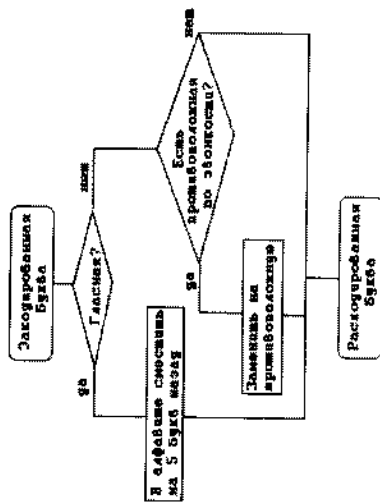 Закодированная
Буква
Гласная?
да
нет
В алфавите сместить
на 5 букв назад
Есть
противоположная
по звонкости?
да
нет
Заменить на
противоположную
Раскодированная
Буква